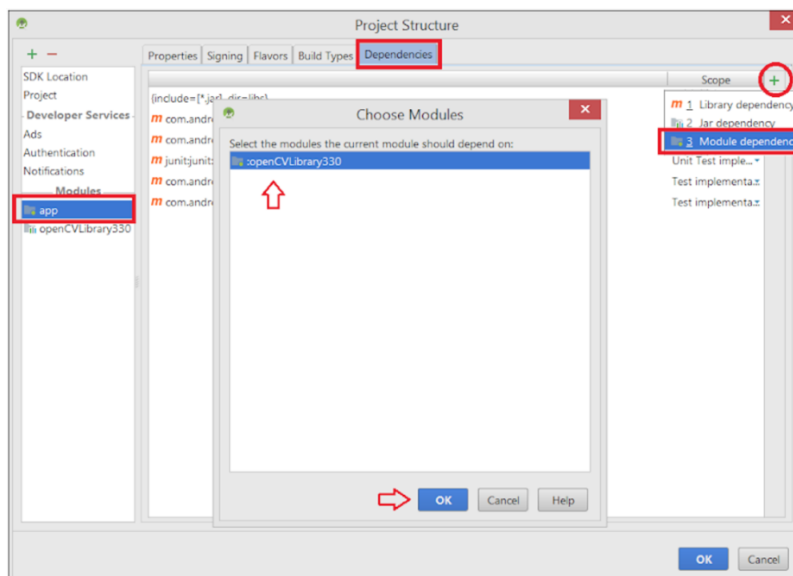 Project Structure
Properties Signing Flavors Build Types Dependencies
SDK Location
Project
Developer Services
Ads
Authentication
Notifications
Modules
app
openCVLibrary330
Scope
{include=[*.jar], dir=libs}
m com.andr
m com.andr
m junit:junit:
m com.andr
m com.andr
m 1 Library dependency
2 Jar dependency
3 Module dependenc
Unit Test imple...
Test implementa
Test implementa
Choose Modules
Select the modules the current module should depend on:
:openCVLibrary330
OK Cancel Help
OK Cancel